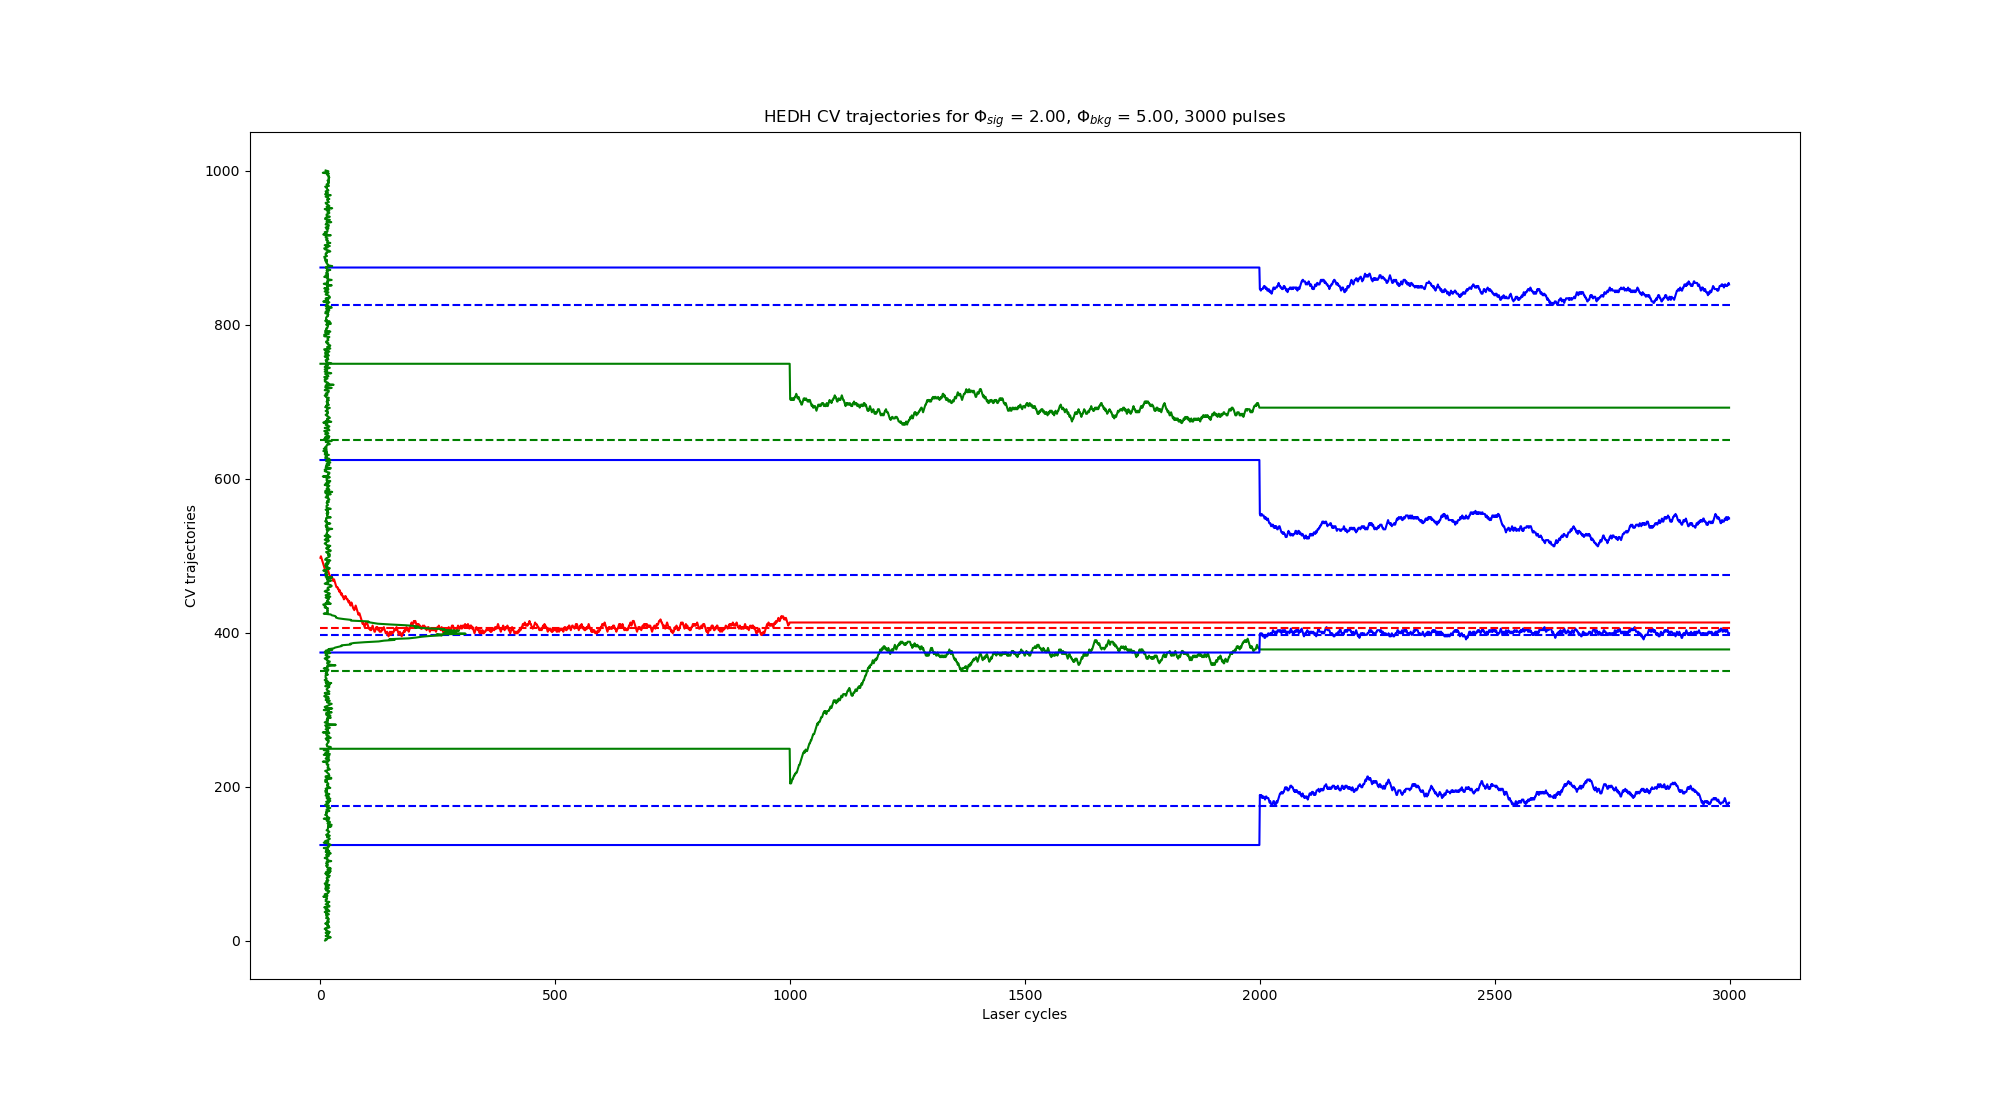 HEDH CV trajectories for Φsig = 2.00, Φbkg = 5.00, 3000 pulses
1000
800
600
400
200
0
CV trajectories
0 500 1000 1500 2000 2500 3000
Laser cycles